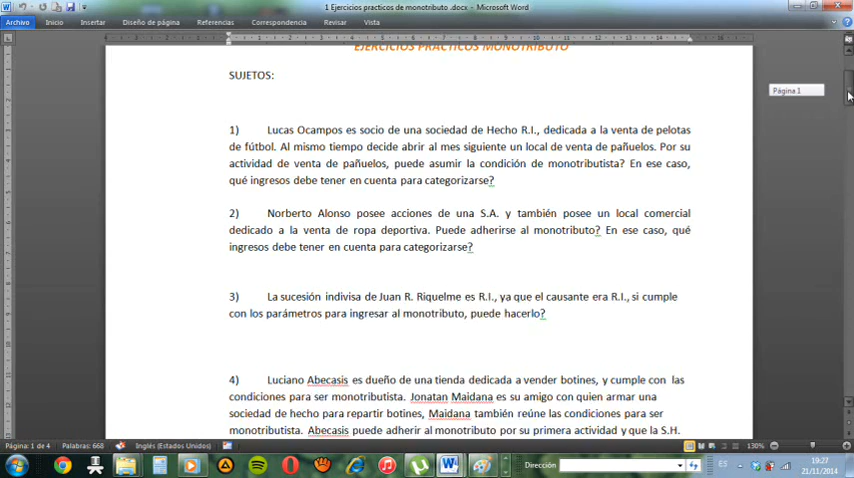 1 Ejercicios practicos de monotributo .docx - Microsoft Word
Archivo Inicio Insertar Diseño de página Referencias Correspondencia Revisar Vista
EJERCICIOS PRACTICOS MONOTRIBUTO
SUJETOS:
Página 1
1) Lucas Ocampos es socio de una sociedad de Hecho R.I., dedicada a la venta de pelotas
de fútbol. Al mismo tiempo decide abrir al mes siguiente un local de venta de pañuelos. Por su
actividad de venta de pañuelos, puede asumir la condición de monotributista? En ese caso,
qué ingresos debe tener en cuenta para categorizarse?
2) Norberto Alonso posee acciones de una S.A. y también posee un local comercial
dedicado a la venta de ropa deportiva. Puede adherirse al monotributo? En ese caso, qué
ingresos debe tener en cuenta para categorizarse?
3) La sucesión indivisa de Juan R. Riquelme es R.I., ya que el causante era R.I., si cumple
con los parámetros para ingresar al monotributo, puede hacerlo?
4) Luciano Abecasis es dueño de una tienda dedicada a vender botines, y cumple con las
condiciones para ser monotributista. Jonatan Maidana es su amigo con quien armar una
sociedad de hecho para repartir botines, Maidana también reúne las condiciones para ser
monotributista. Abecasis puede adherir al monotributo por su primera actividad y que la S.H.
Página: 1 de 4 Palabras: 668 Inglés (Estados Unidos) 130%
Dirección ES 19:27
21/11/2014